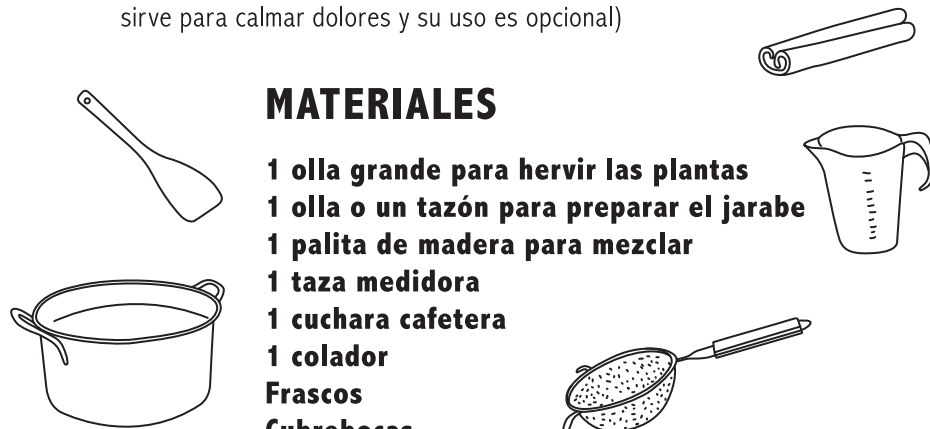 sirve para calmar dolores y su uso es opcional)
MATERIALES
1 olla grande para hervir las plantas
1 olla o un tazón para preparar el jarabe
1 palita de madera para mezclar
1 taza medidora
1 cuchara cafetera
1 colador
Frascos
Cubrebocas